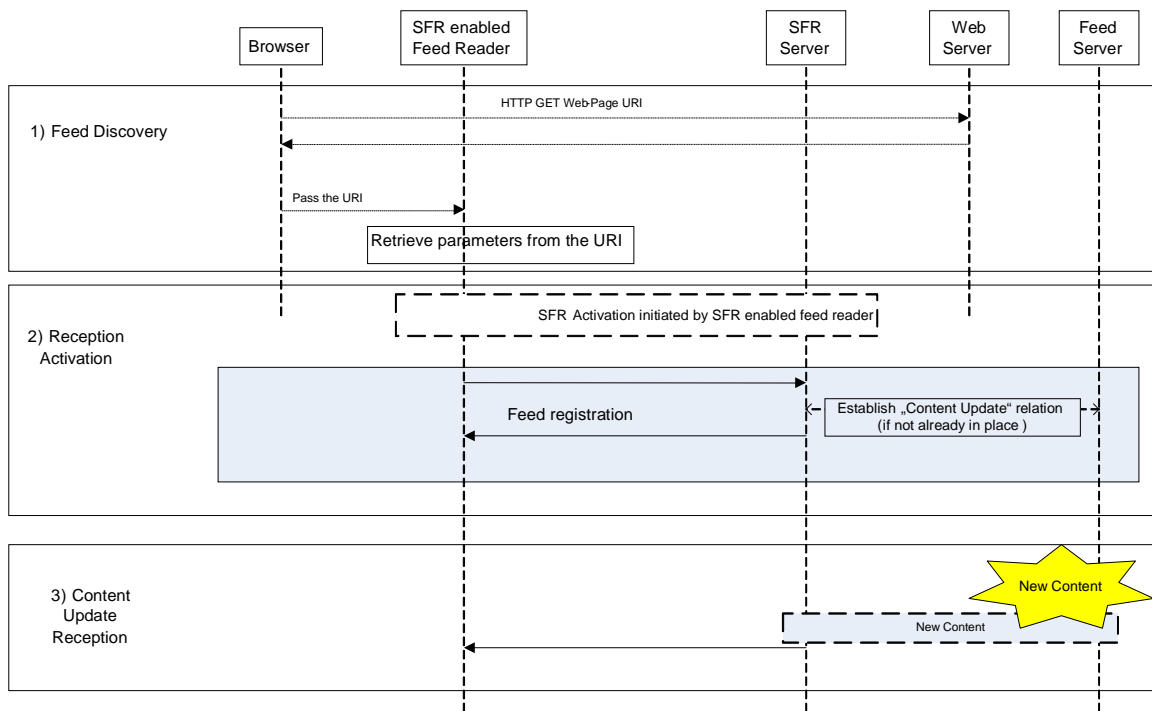 Browser
SFR enabled
Feed Reader
SFR
Server
Web
Server
Feed
Server
HTTP GET Web-Page URI
1) Feed Discovery
Pass the URI
Retrieve parameters from the URI
SFR Activation initiated by SFR enabled feed reader
2) Reception
Activation
Feed registration
Establish „Content Update“ relation
(if not already in place )
3) Content
Update
Reception
New Content
New Content